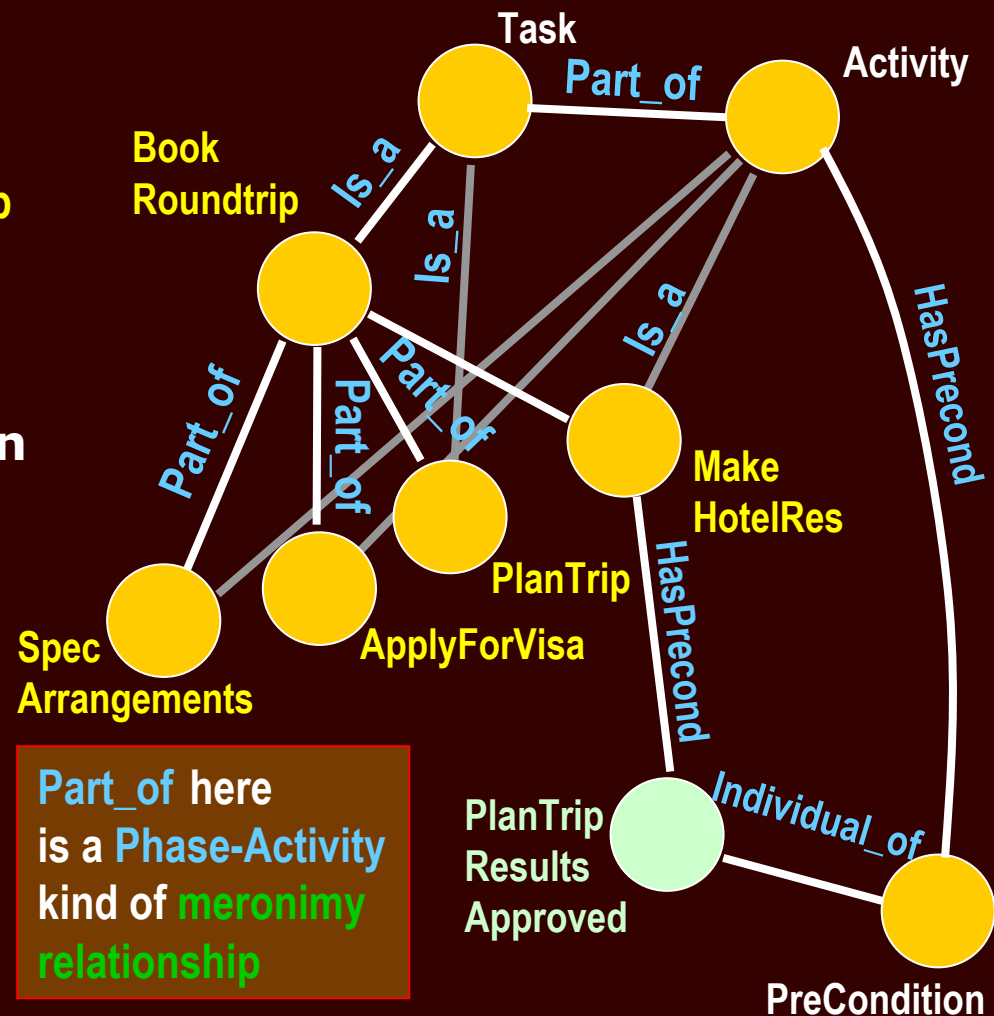 Task
Activity
Part_of
Book
Roundtrip
Is_a
p
Is_a
Is_a
HasPrecond
Part_of
Part_of
Part_of
n
Make
HotelRes
PlanTrip
HasPrecond
Spec
Arrangements
ApplyForVisa
Part_of here
is a Phase-Activity
kind of meronimy
relationship
PlanTrip
Results
Approved
Individual_of
PreCondition